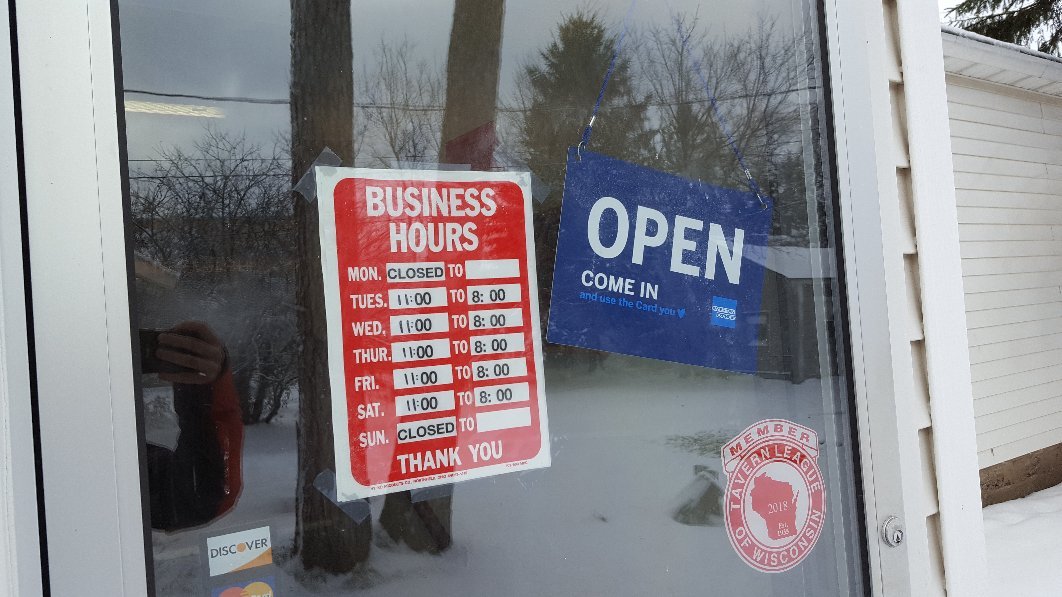 BUSINESS
HOURS
MON. CLOSED TO
TUES. 11:00 TO 8:00
WED. 11:00 TO 8:00
THUR. 11:00 TO 8:00
FRI. 11:00 TO 8:00
SAT. 11:00 TO 8:00
SUN. CLOSED TO
THANK YOU
OPEN
COME IN
and use the Card you
MEMBER
TAVERN LEAGUE
2018
Est.
1935
OF WISCONSIN
DISCOVER